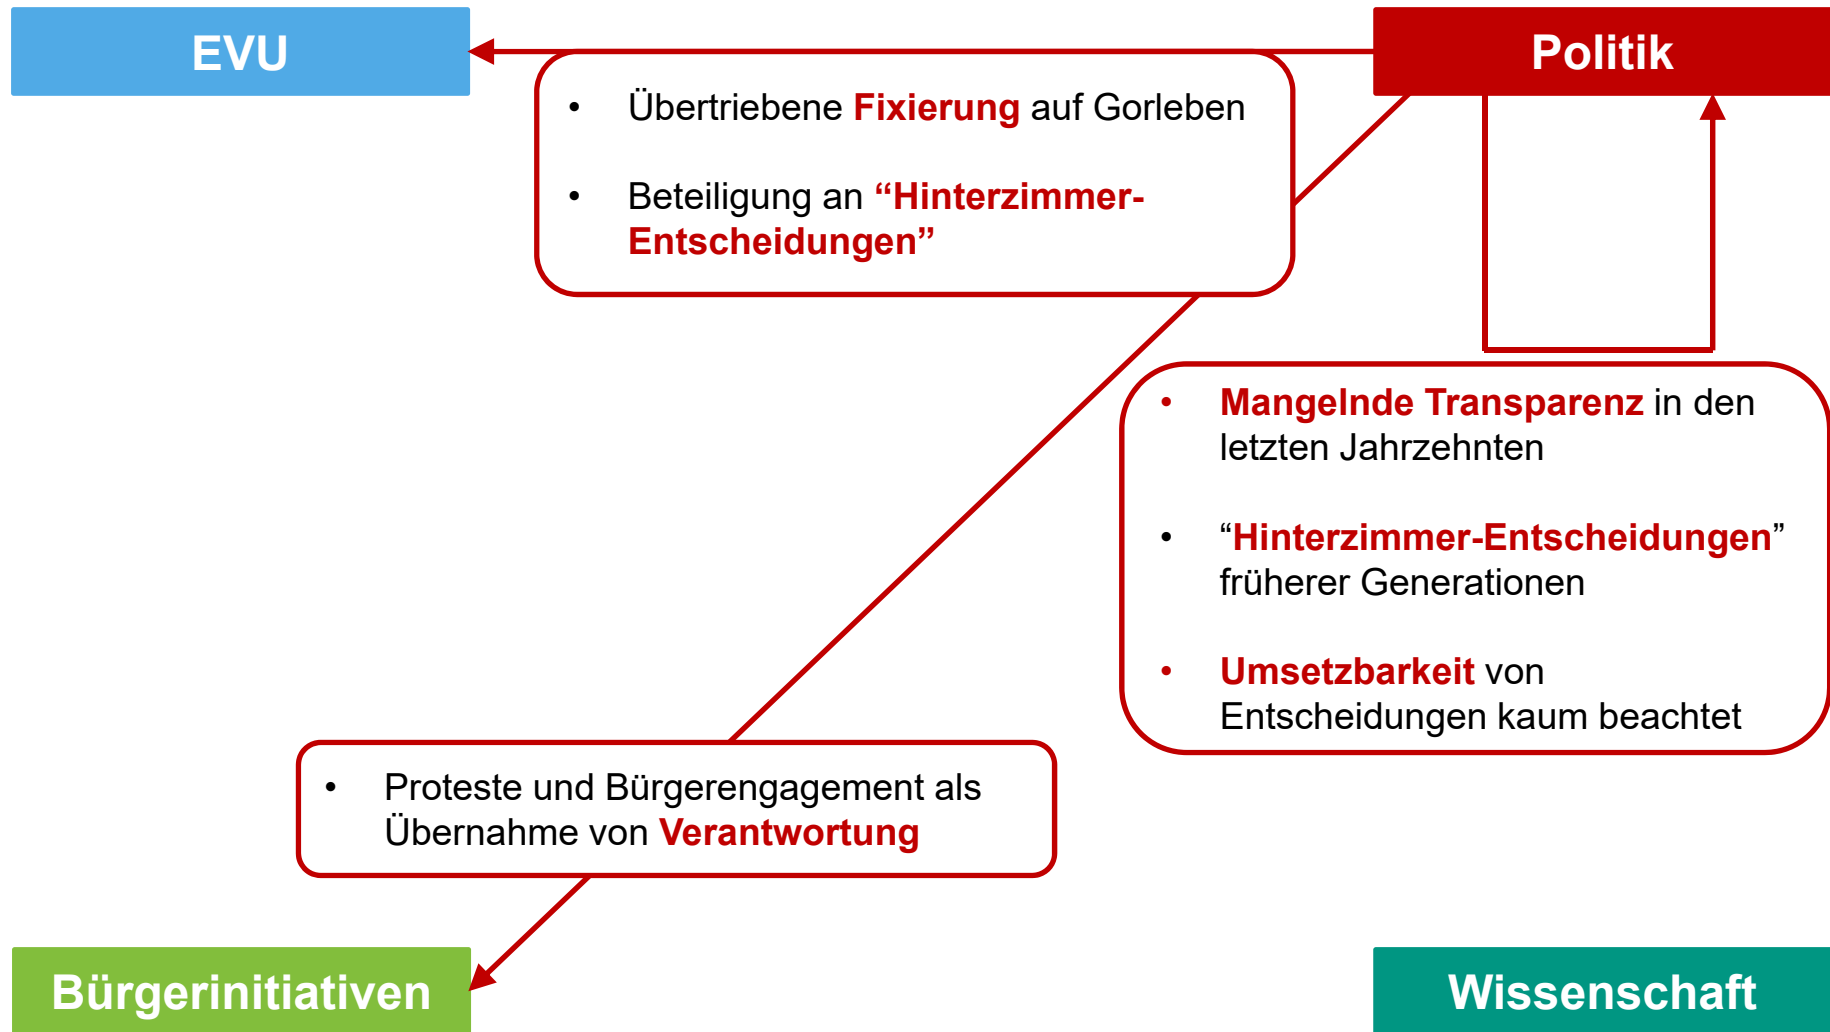 EVU
Politik
• Übertriebene Fixierung auf Gorleben
• Beteiligung an “Hinterzimmer-
Entscheidungen”
• Mangelnde Transparenz in den
letzten Jahrzehnten
• “Hinterzimmer-Entscheidungen”
früherer Generationen
• Umsetzbarkeit von
Entscheidungen kaum beachtet
• Proteste und Bürgerengagement als
Übernahme von Verantwortung
Bürgerinitiativen
Wissenschaft